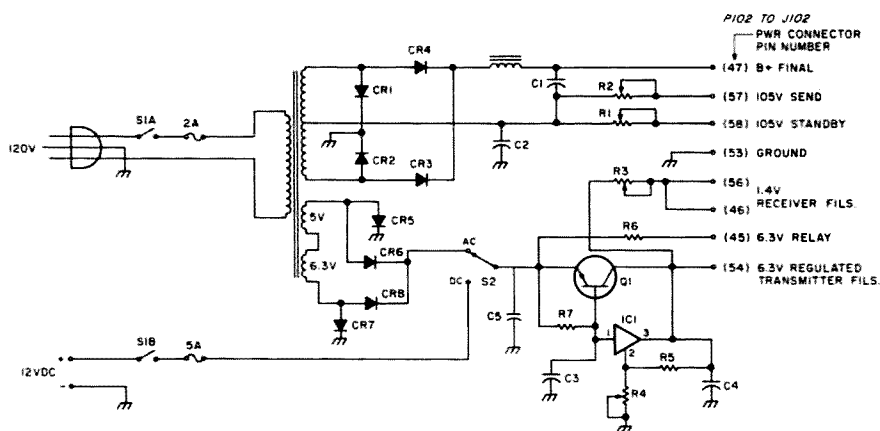 P102 TO J102
PWR CONNECTOR
PIN NUMBER
CR4
(47) B+ FINAL
C1
R2
CR1
(57) 105V SEND
S1A
2A
R1
(58) 105V STANDBY
120V
CR2
CR3
C2
(53) GROUND
R3
(56)
1.4V
RECEIVER FILS.
(46)
5V
CR5
R6
(45) 6.3V RELAY
AC
CR6
6.3V
S2
(54) 6.3V REGULATED
TRANSMITTER FILS.
Q1
DC
CR8
C5
R7
IC1
CR7
1
3
2
R5
S1B
5A
12VDC
+
-
C3
R4
C4